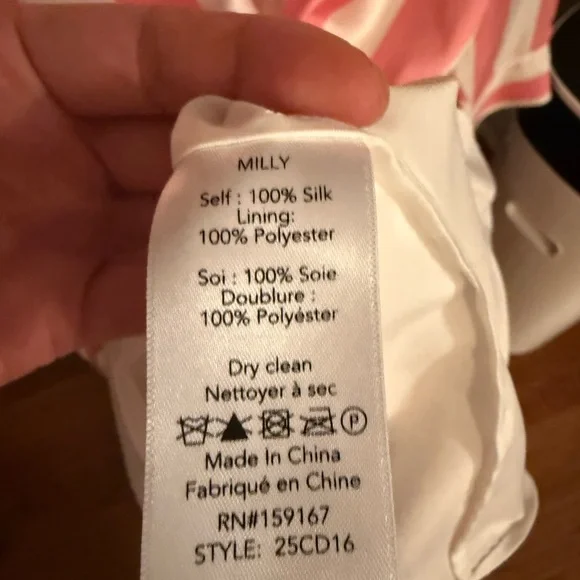 MILLY
Self : 100% Silk
Lining:
100% Polyester
Soi : 100% Soie
Doublure :
100% Polyéster
Dry clean
Nettoyer à sec
P
Made In China
Fabriqué en Chine
RN#159167
STYLE: 25CD16